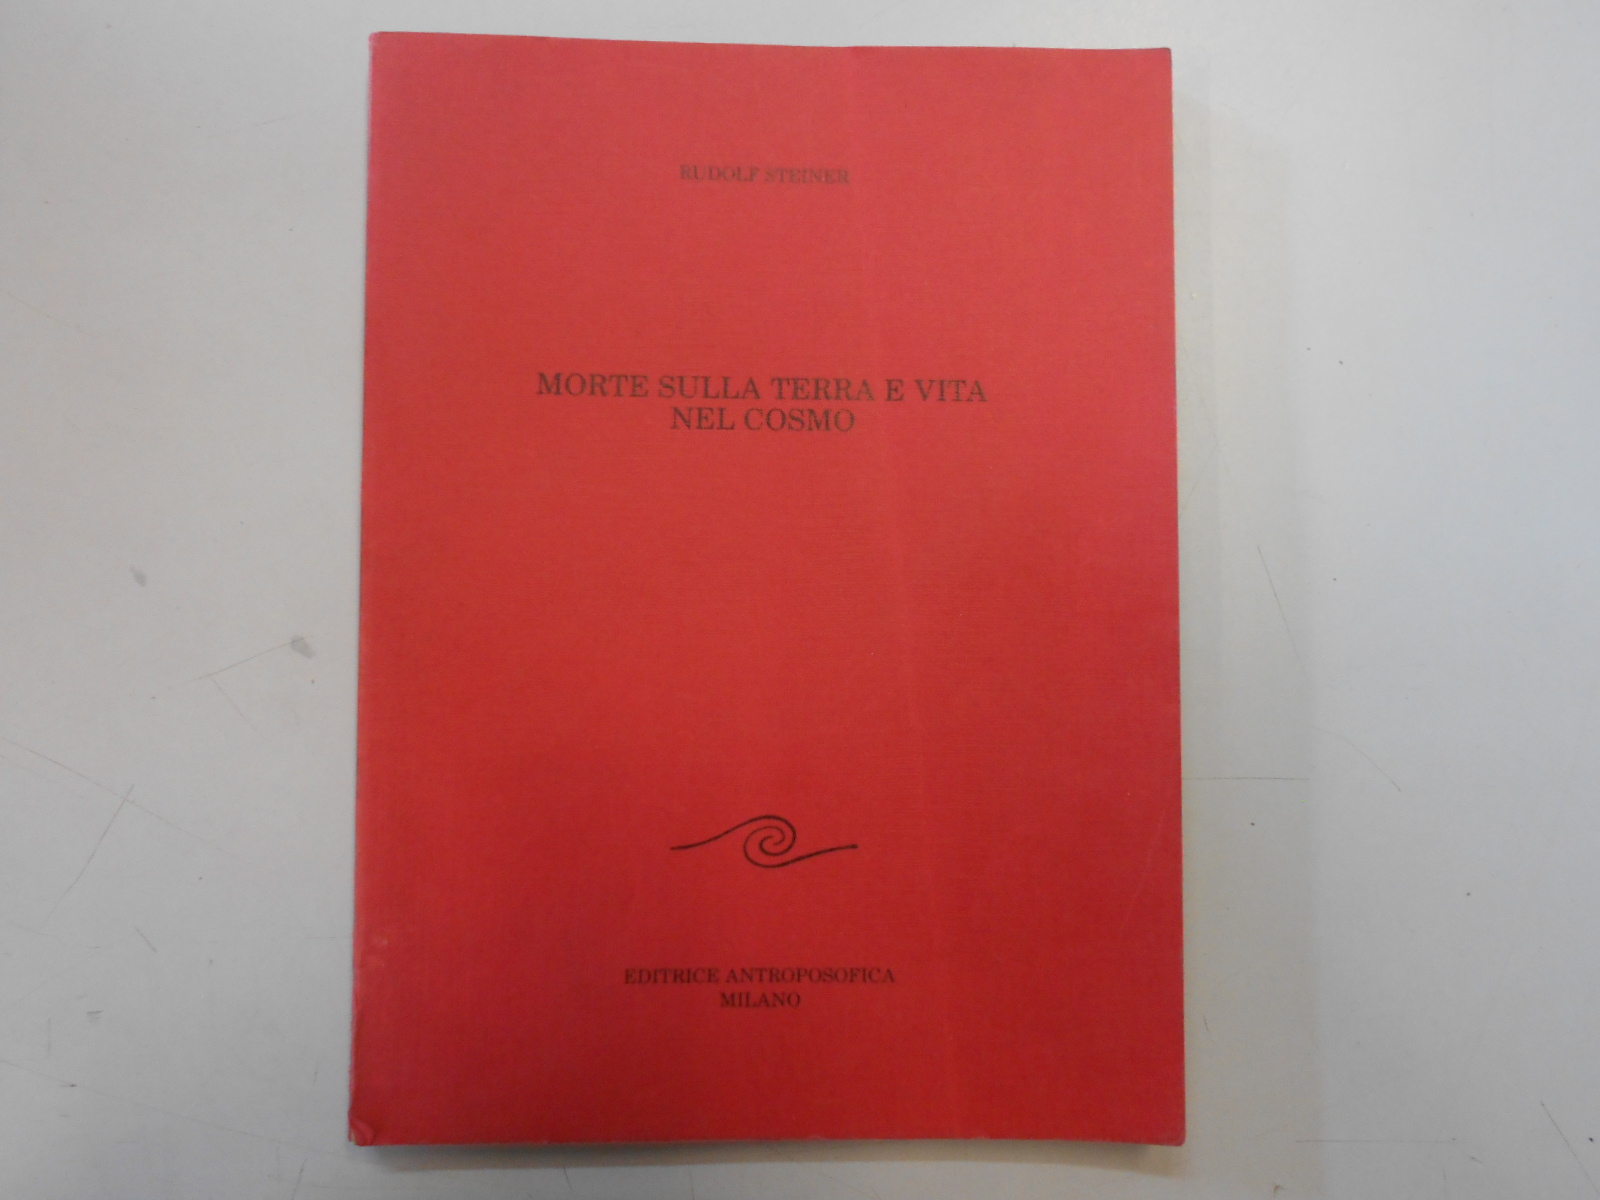 RUDOLF STEINER
MORTE SULLA TERRA E VITA
NEL COSMO
EDITRICE ANTROPOSOFICA
MILANO